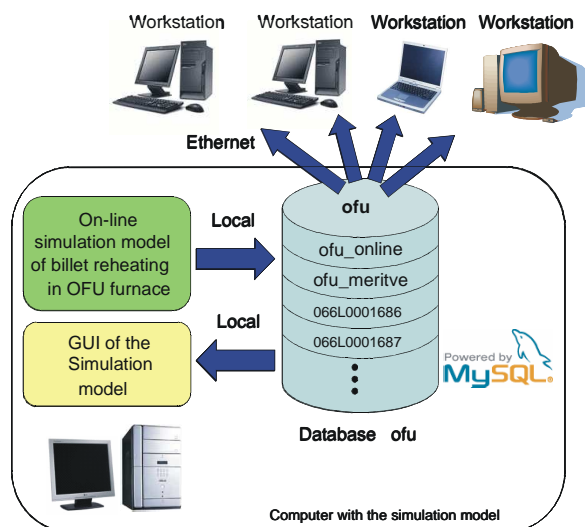 Workstation
Workstation
Workstation
Workstation
Ethernet
ofu
On-line
simulation model
of billet reheating
in OFU furnace
Local
ofu_online
ofu_meritve
066L0001686
066L0001687
GUI of the
Simulation
model
Local
Powered by
MySQL®
Database ofu
Computer with the simulation model